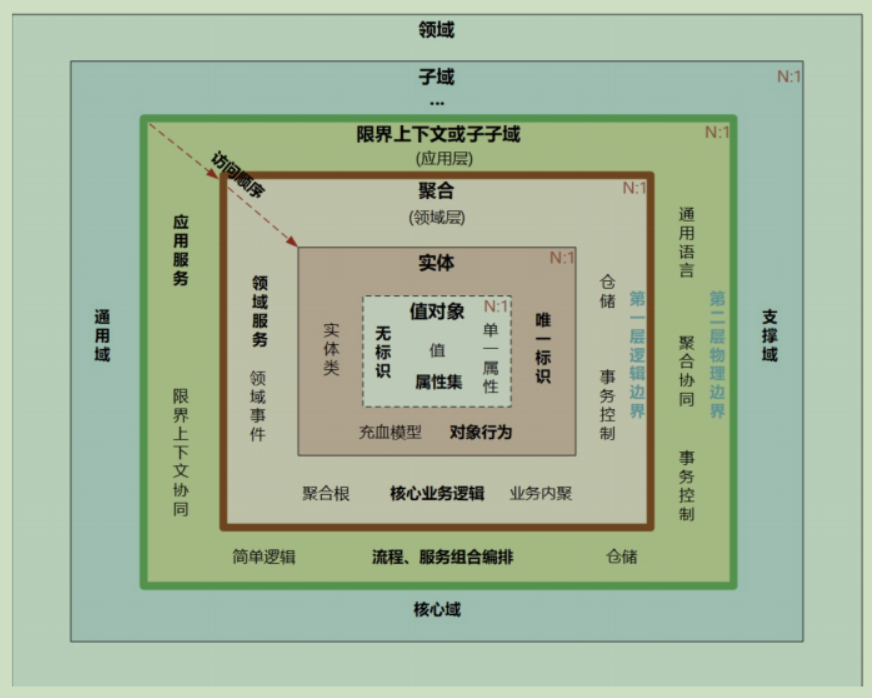 领域
子域
N:1
...
限界上下文或子子域
N:1
(应用层)
访问顺序
聚合
N:1
(领域层)
应用服务
通用语言
实体
N:1
领域服务
仓储
第一层逻辑边界
第二层物理边界
值对象
N:1
通用域
支撑域
实体类
无标识
值
单一属性
唯一标识
属性集
聚合协同
领域事件
事务控制
限界上下文协同
充血模型
对象行为
事务控制
聚合根
核心业务逻辑
业务内聚
简单逻辑
流程、服务组合编排
仓储
核心域